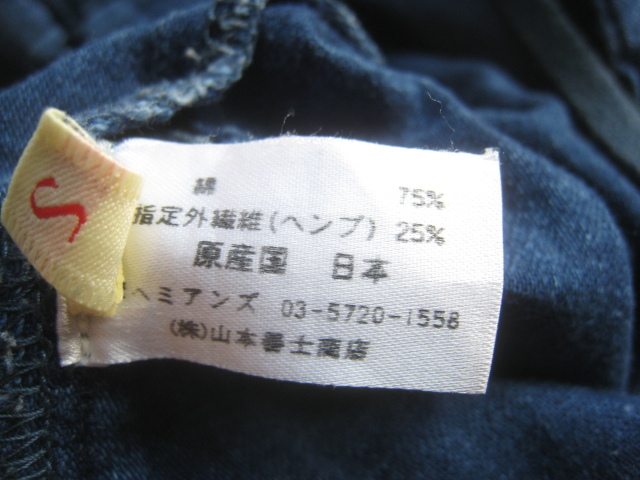 S
綿 75%
指定外繊維(ヘンプ) 25%
原産国 日本
ヘミアンズ 03-5720-1558
(株)山本善士商店